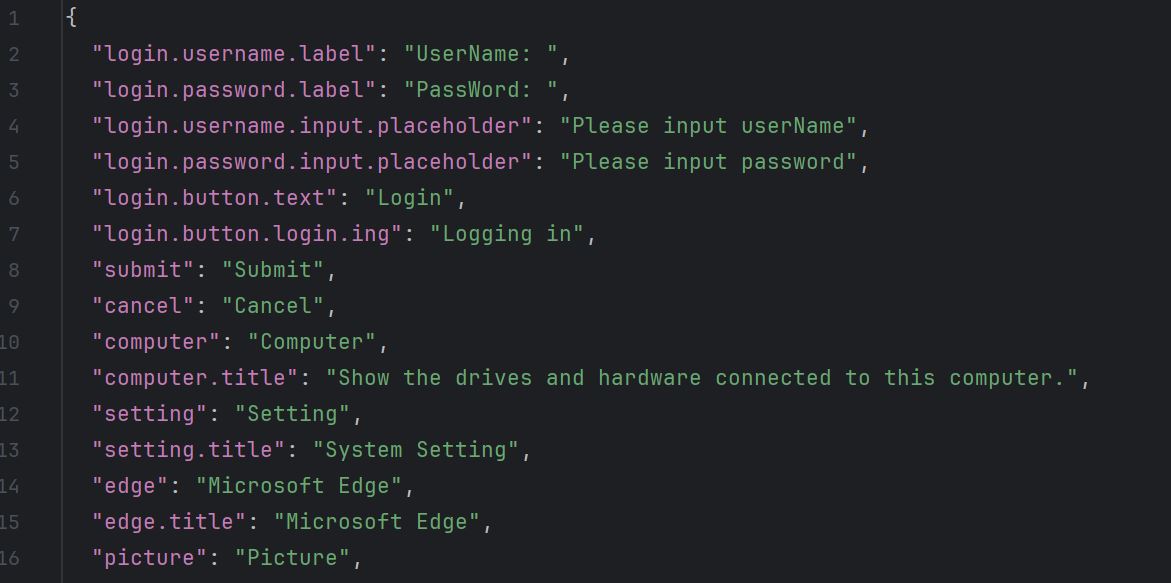 1 {
2 "login.username.label": "UserName: ",
3 "login.password.label": "PassWord: ",
4 "login.username.input.placeholder": "Please input userName",
5 "login.password.input.placeholder": "Please input password",
6 "login.button.text": "Login",
7 "login.button.login.ing": "Logging in",
8 "submit": "Submit",
9 "cancel": "Cancel",
10 "computer": "Computer",
11 "computer.title": "Show the drives and hardware connected to this computer.",
12 "setting": "Setting",
13 "setting.title": "System Setting",
14 "edge": "Microsoft Edge",
15 "edge.title": "Microsoft Edge",
16 "picture": "Picture",